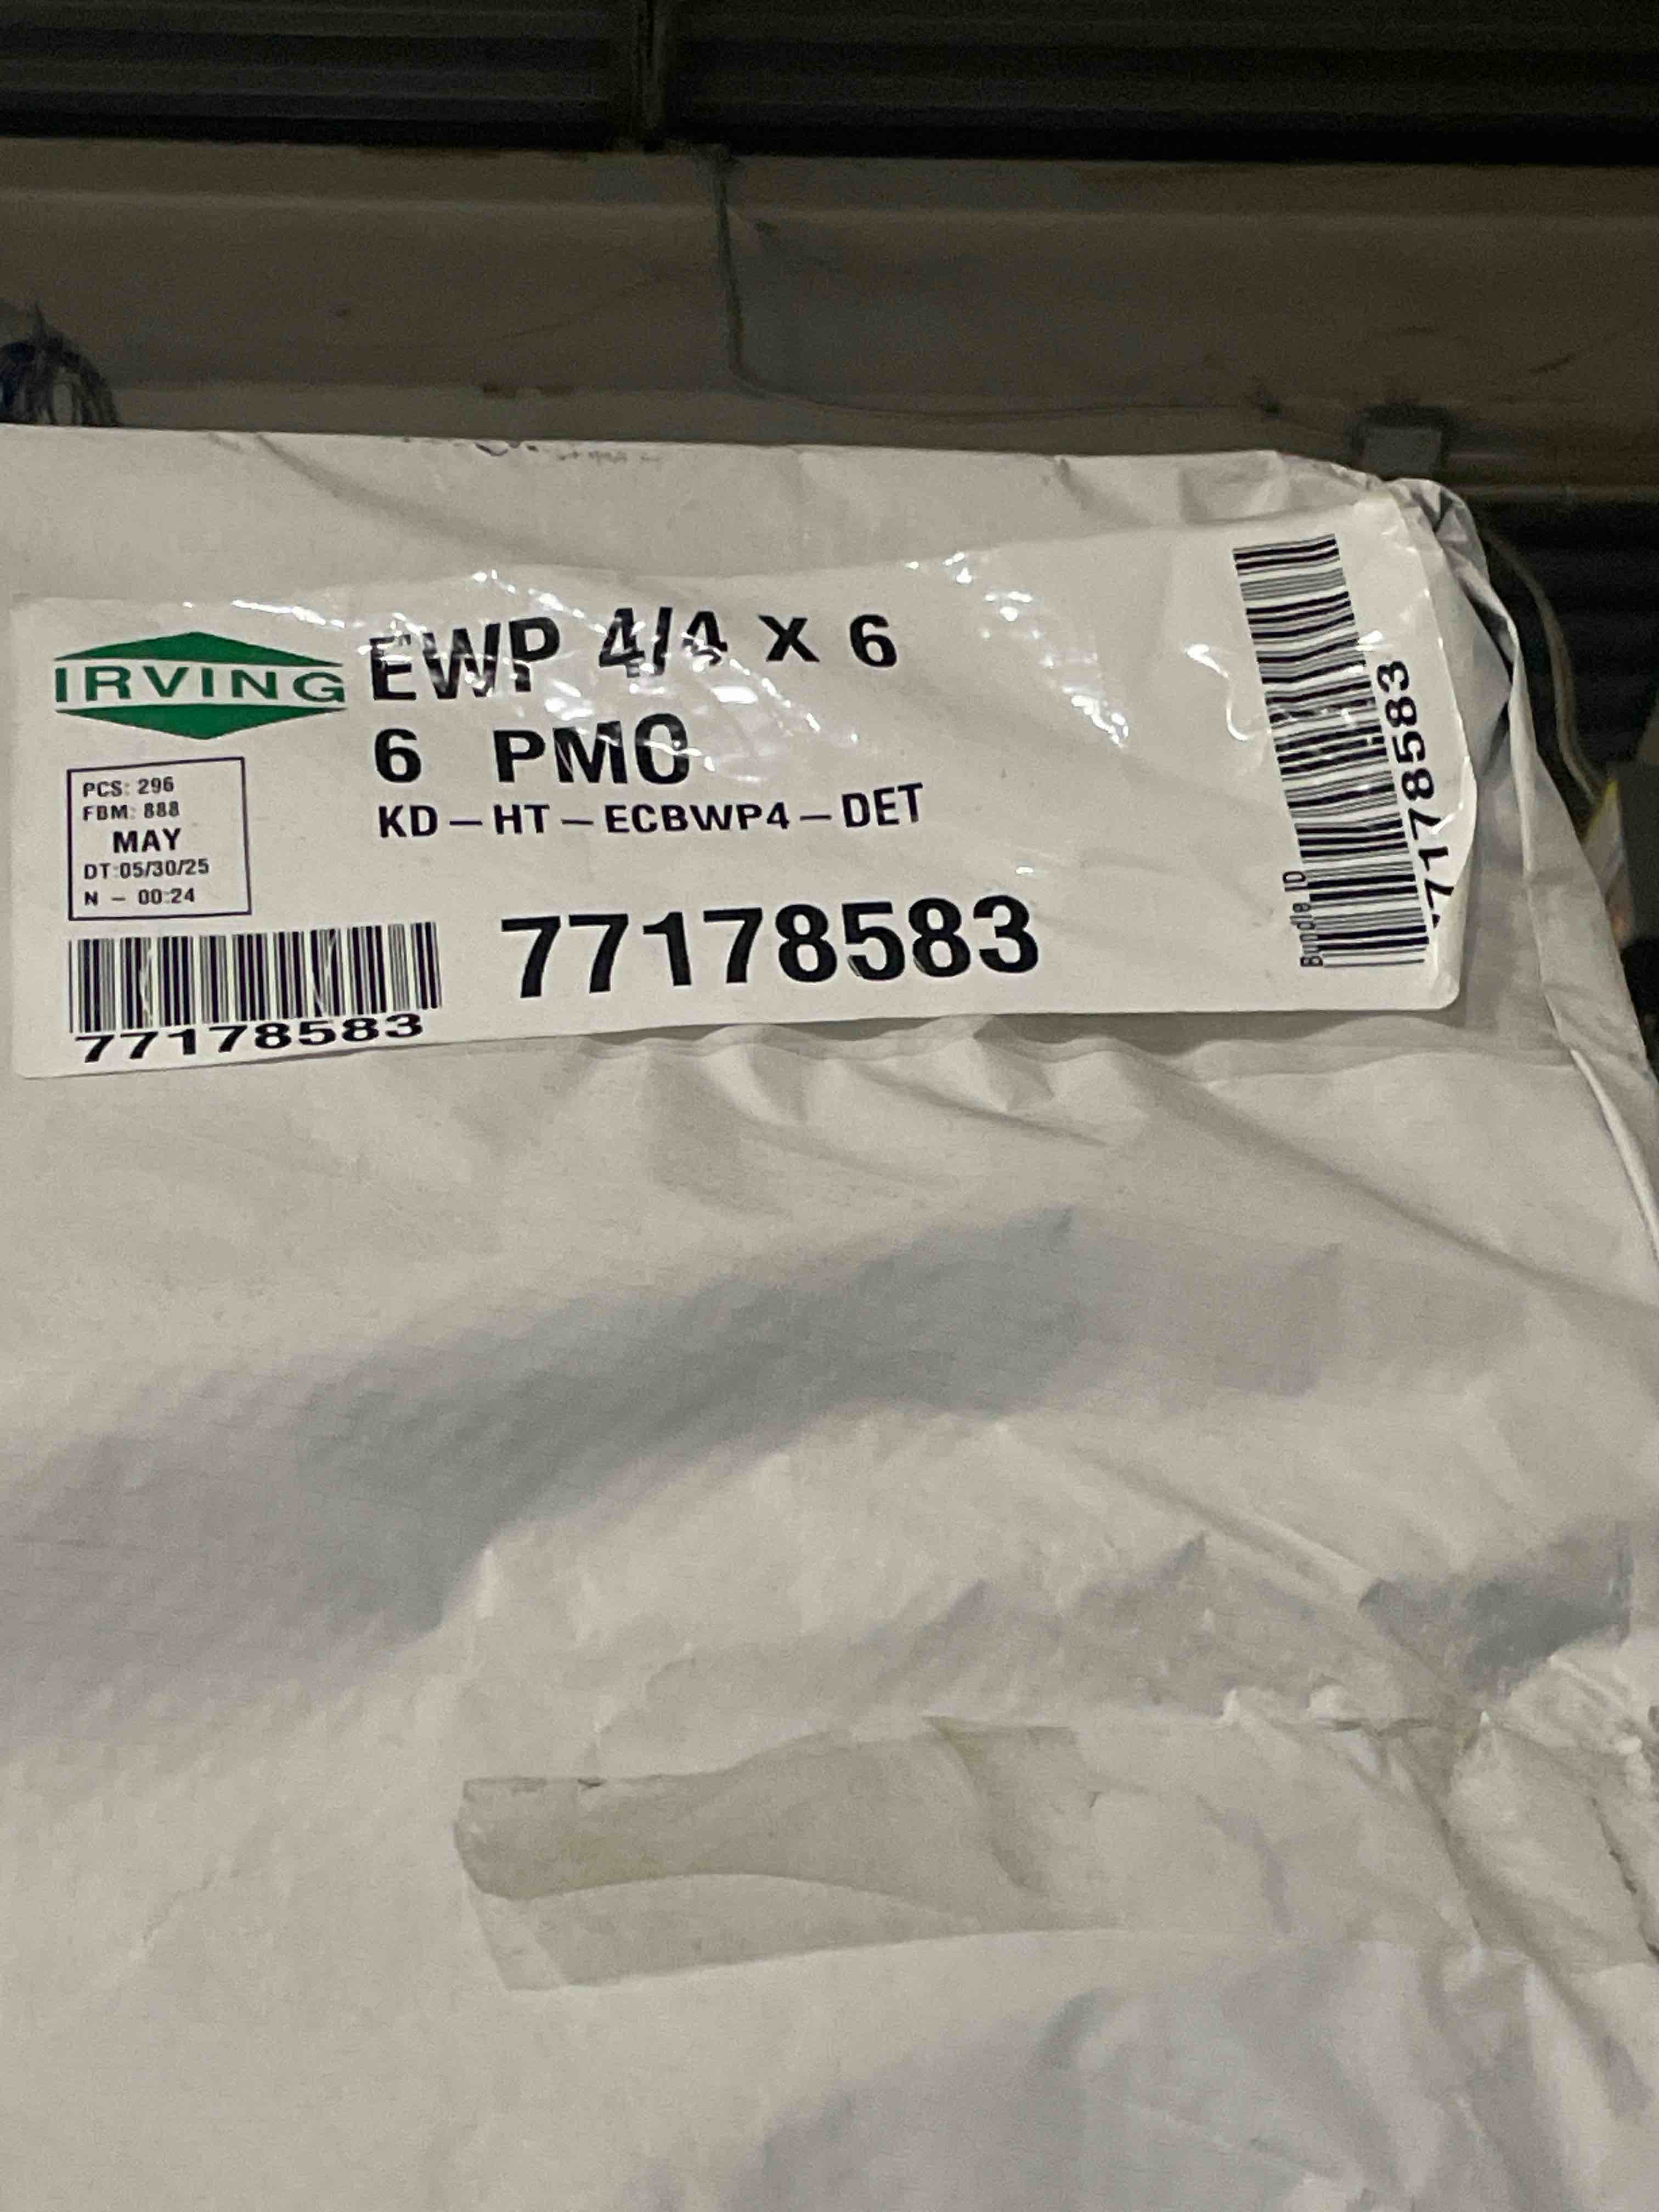 IRVING
EWP 4/4 X 6
6 PMO
KD-HT-ECBWP4-DET
PCS: 296
FBM: 888
MAY
DT:05/30/25
N - 00:24
77178583
77178583
Bundle ID
77178583